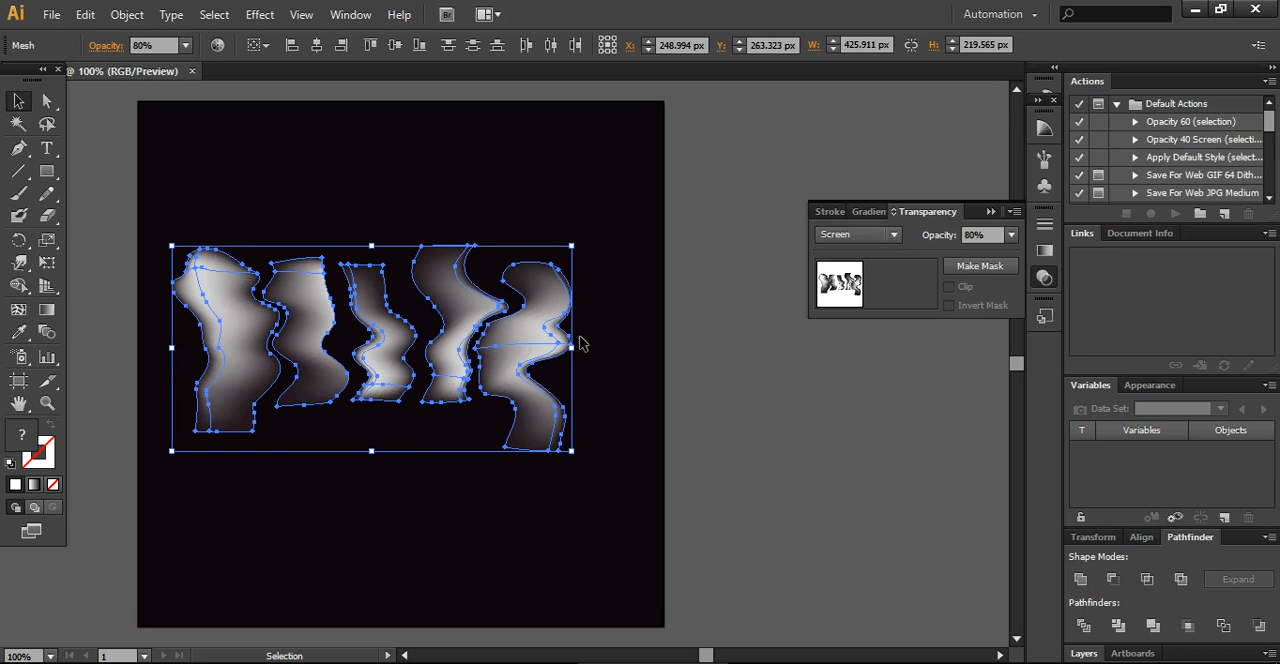 Ai File Edit Object Type Select Effect View Window Help Br Automation
Mesh Opacity: 80% X: 248.994 px Y: 263.323 px W: 425.911 px H: 219.565 px
@ 100% (RGB/Preview)
Actions
Default Actions
Opacity 60 (selection)
Opacity 40 Screen (selecti...
Apply Default Style (select...
Save For Web GIF 64 Dith...
Save For Web JPG Medium
Stroke Gradien Transparency
Screen Opacity: 80%
Make Mask
Clip
Invert Mask
Links Document Info
Variables Appearance
Data Set:
T Variables Objects
Transform Align Pathfinder
Shape Modes:
Expand
Pathfinders:
Layers Artboards
?
100% 1 Selection